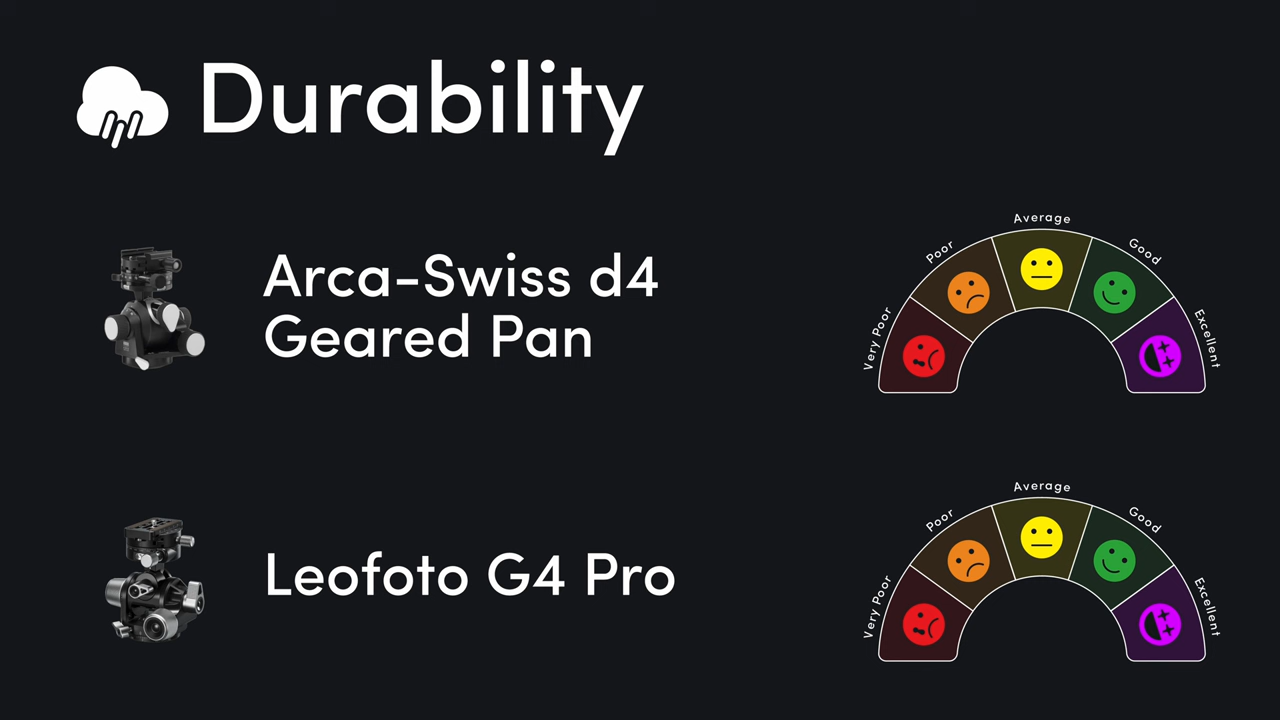 Durability
Arca-Swiss d4
Geared Pan
Very Poor
Poor
Average
Good
Excellent
Leofoto G4 Pro
Very Poor
Poor
Average
Good
Excellent